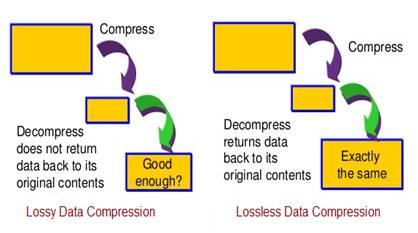 Compress
Decompress
does not return
data back to its
original contents
Good
enough?
Lossy Data Compression
Compress
Decompress
returns data
back to its
original contents
Exactly
the same
Lossless Data Compression